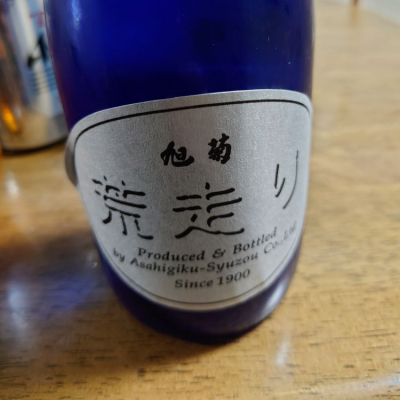 旭菊
荒走り
Produced & Bottled
by Asahigiku-Syuzou Co.,Ltd
Since 1900